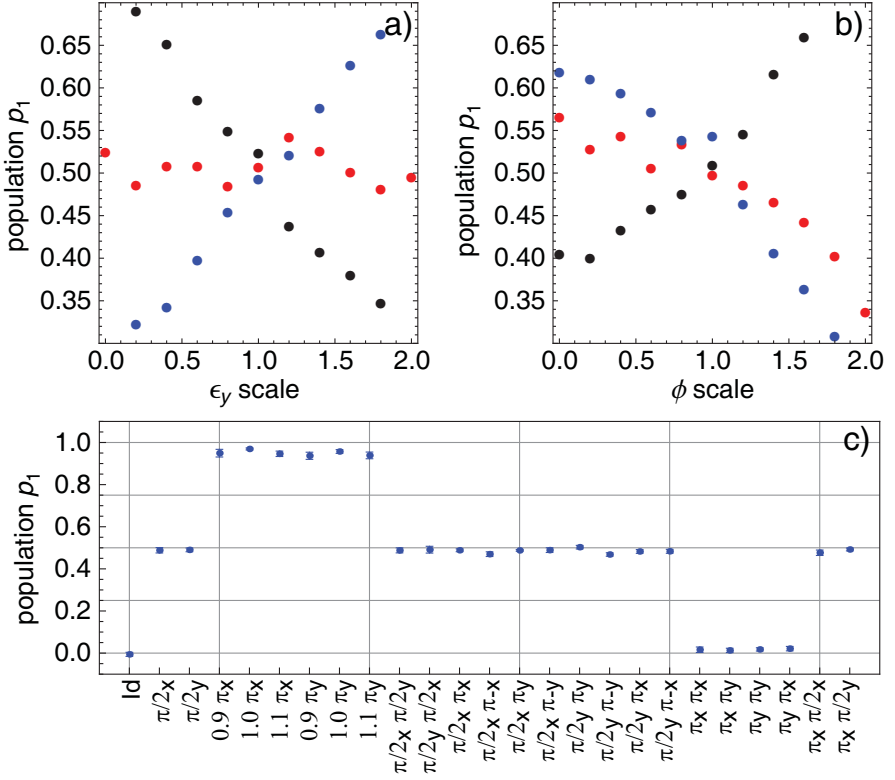 a)
population p₁
0.65
0.60
0.55
0.50
0.45
0.40
0.35
0.0 0.5 1.0 1.5 2.0
ϵy scale
b)
population p₁
0.65
0.60
0.55
0.50
0.45
0.40
0.35
0.0 0.5 1.0 1.5 2.0
ϕ scale
c)
population p₁
1.0
0.8
0.6
0.4
0.2
0.0
Id
π/2x
π/2y
0.9 πx
1.0 πx
1.1 πx
0.9 πy
1.0 πy
1.1 πy
π/2x π/2y
π/2y π/2x
π/2x πx
π/2x π-x
π/2x πy
π/2x π-y
π/2y πy
π/2y π-y
π/2y πx
π/2y π-x
πx πx
πx πy
πy πy
πy πx
πx π/2x
πx π/2y